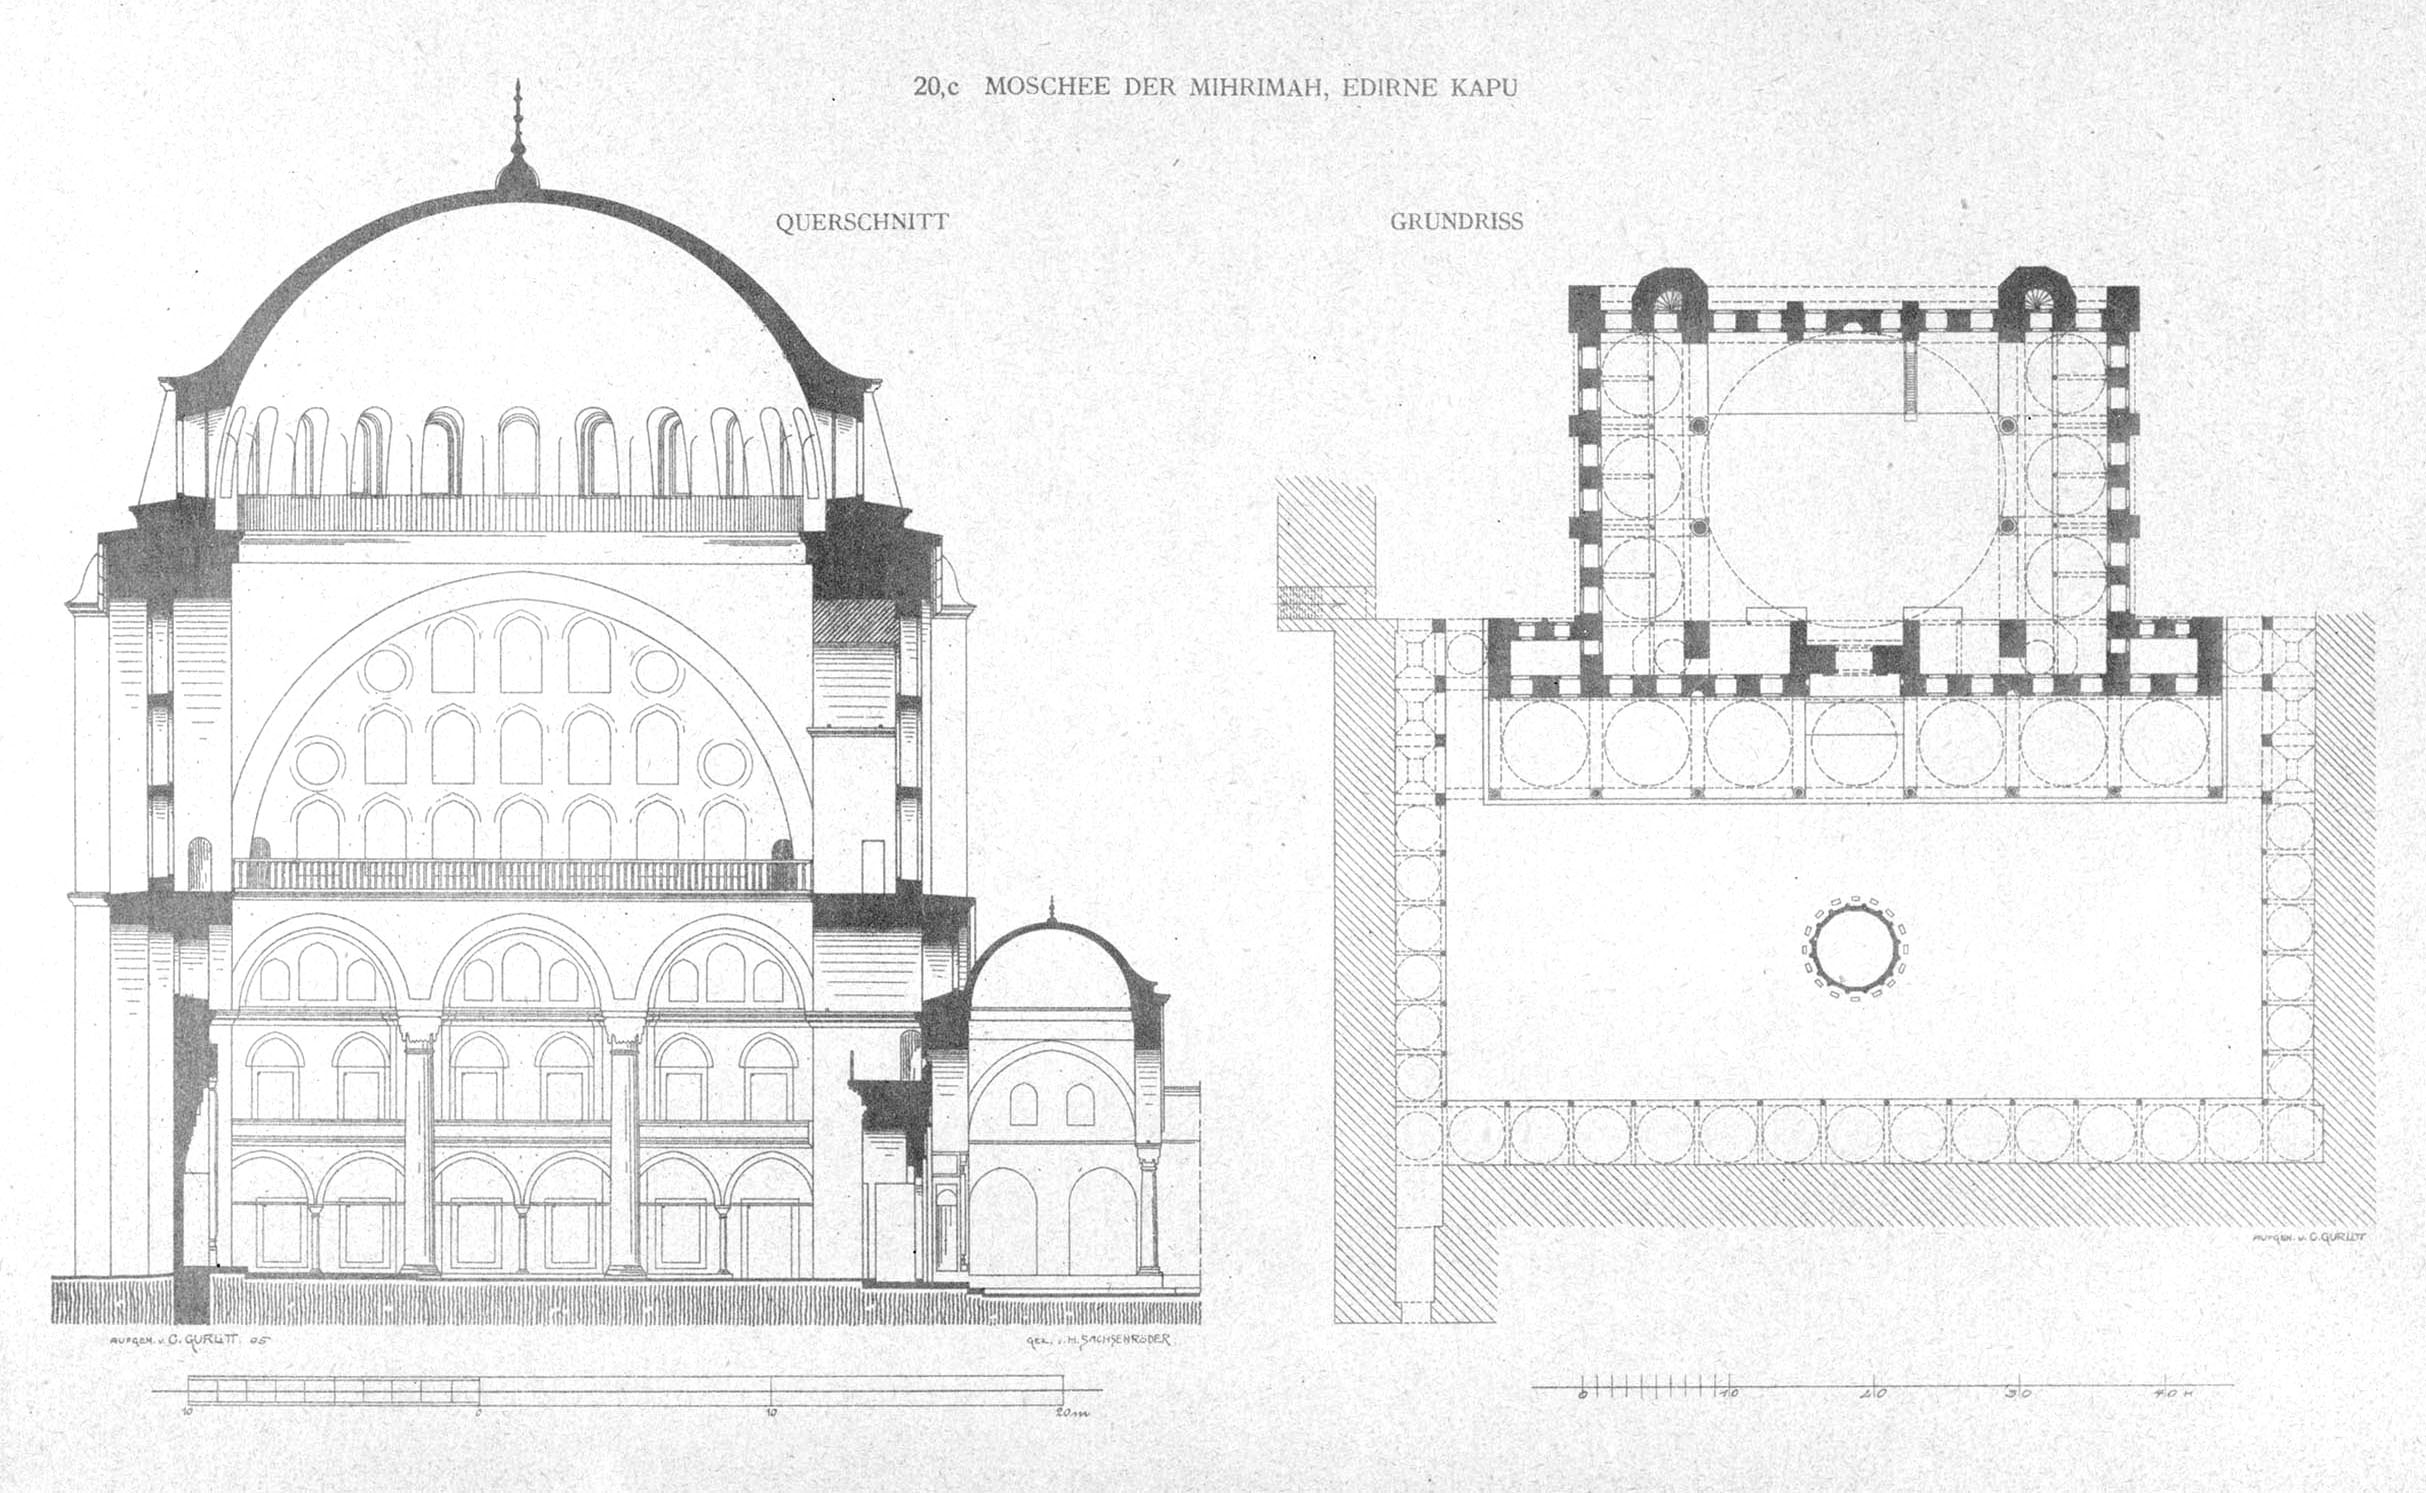 20,c MOSCHEE DER MIHRIMAH, EDIRNE KAPU
QUERSCHNITT
GRUNDRISS
AUFGEN. v. C. GURLITT
AUFGEN. v. C. GURLITT. 05
GEZ. v. H. SACHSENRÖDER.
10 0 10 20 m
0 10 20 30 40 M